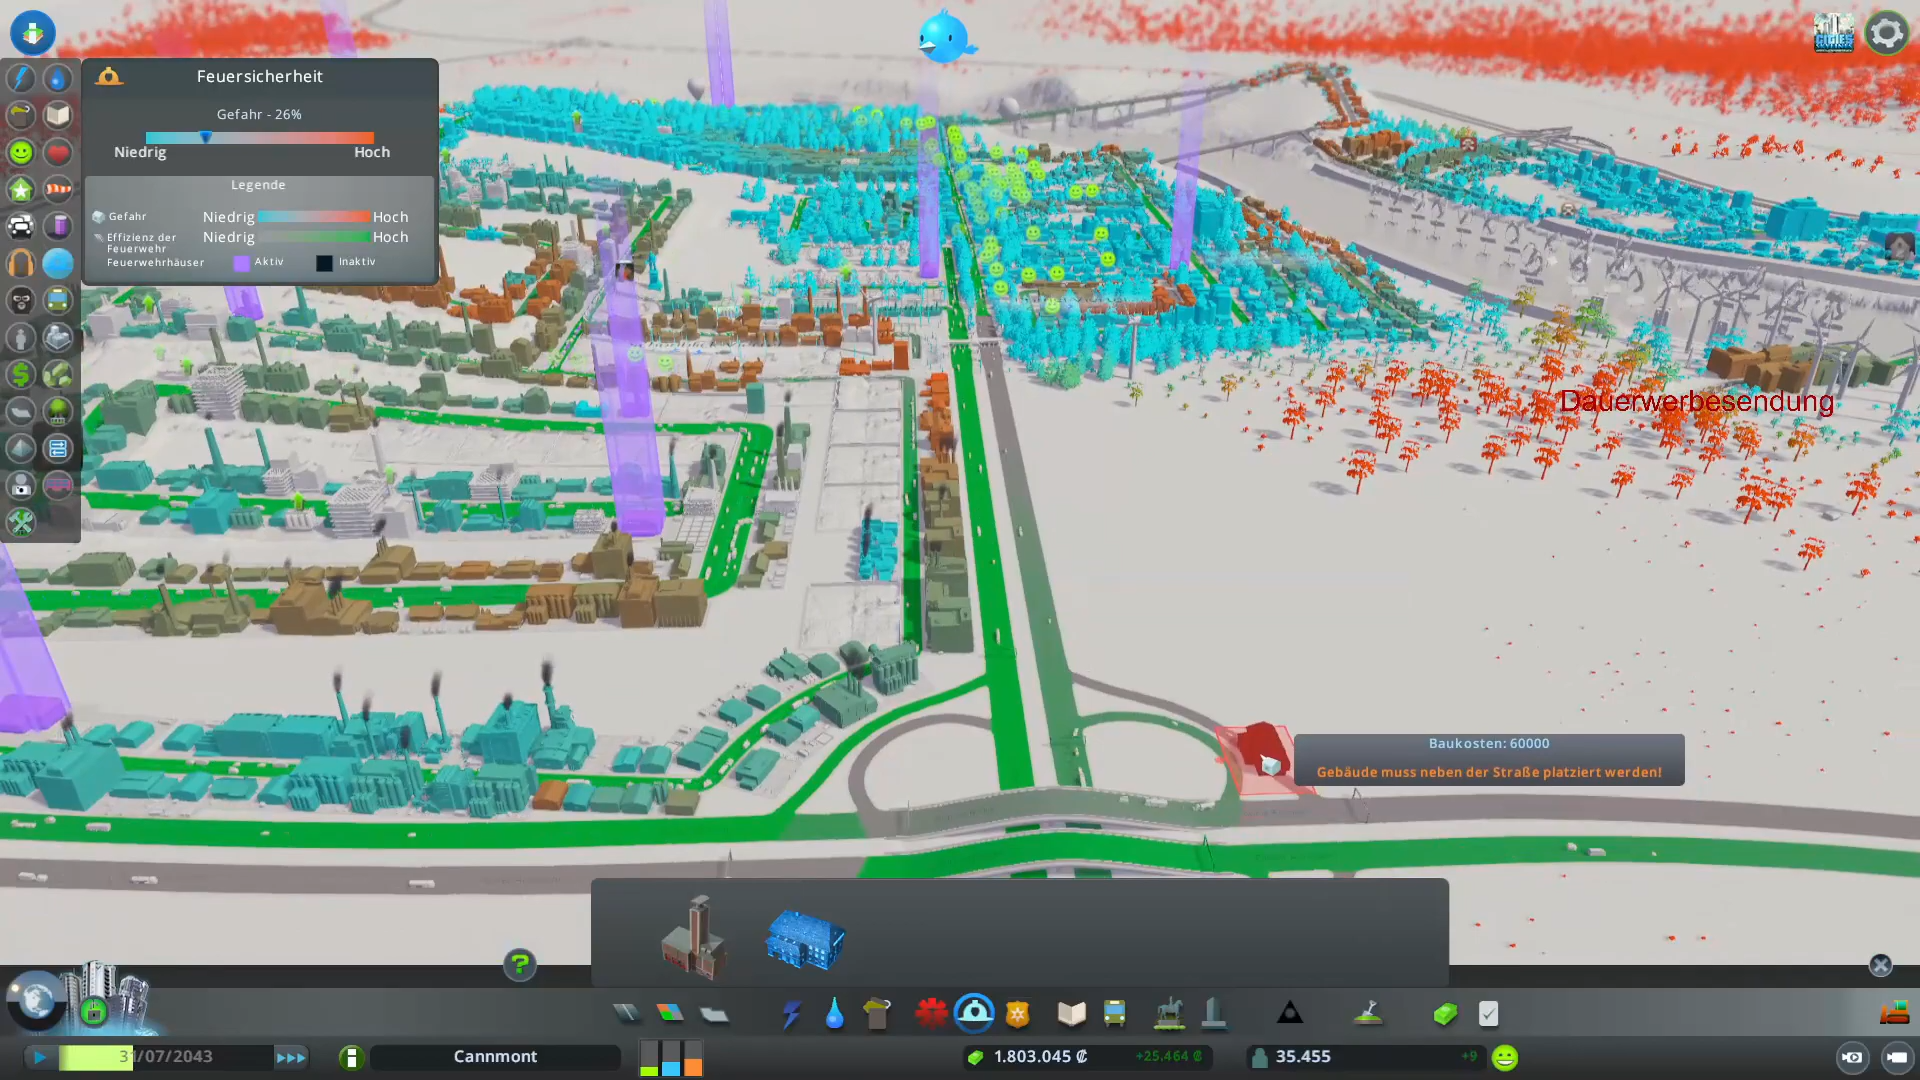 Feuersicherheit
Gefahr - 26%
Niedrig Hoch
Legende
Gefahr Niedrig Hoch
Effizienz der Feuerwehr Niedrig Hoch
Feuerwehrhäuser Aktiv Inaktiv
CITIES
Dauerwerbesendung
Baukosten: 60000
Gebäude muss neben der Straße platziert werden!
?
31/07/2043
Cannmont
1.803.045 ₡
+25.464 ₡
35.455
+9